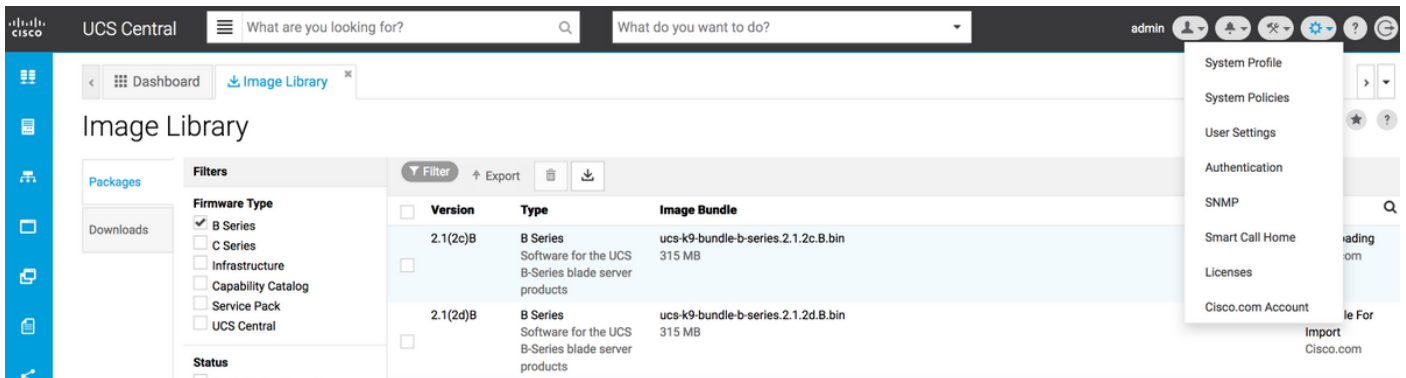 CISCO
UCS Central
What are you looking for?
What do you want to do?
admin
Dashboard
Image Library
Image Library
Packages
Downloads
Filters
Firmware Type
B Series
C Series
Infrastructure
Capability Catalog
Service Pack
UCS Central
Status
Filter
Export
Version Type Image Bundle
2.1(2c)B B Series ucs-k9-bundle-b-series.2.1.2c.B.bin
Software for the UCS 315 MB
B-Series blade server
products
2.1(2d)B B Series ucs-k9-bundle-b-series.2.1.2d.B.bin
Software for the UCS 315 MB
B-Series blade server
products
Import
Cisco.com
System Profile
System Policies
User Settings
Authentication
SNMP
Smart Call Home
Licenses
Cisco.com Account